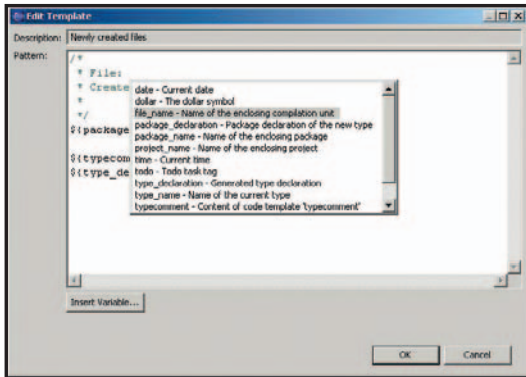 Edit Template
Description: Newly created files
Pattern:
/*
* File:
* Create
*
*/
${package
${typecom
${type_de
date - Current date
dollar - The dollar symbol
file_name - Name of the enclosing compilation unit
package_declaration - Package declaration of the new type
package_name - Name of the enclosing package
project_name - Name of the enclosing project
time - Current time
todo - Todo task tag
type_declaration - Generated type declaration
type_name - Name of the current type
typecomment - Content of code template 'typecomment'
Insert Variable...
OK Cancel